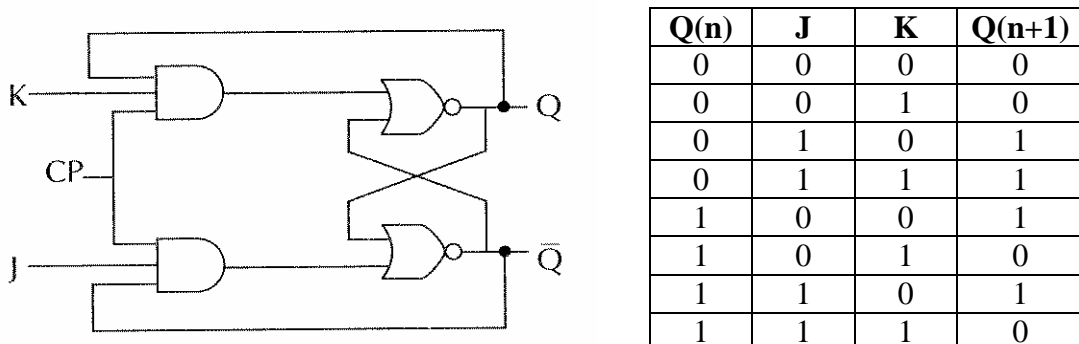 K
CP
J
Q
Q̅
Q(n) J K Q(n+1)
0 0 0 0
0 0 1 0
0 1 0 1
0 1 1 1
1 0 0 1
1 0 1 0
1 1 0 1
1 1 1 0